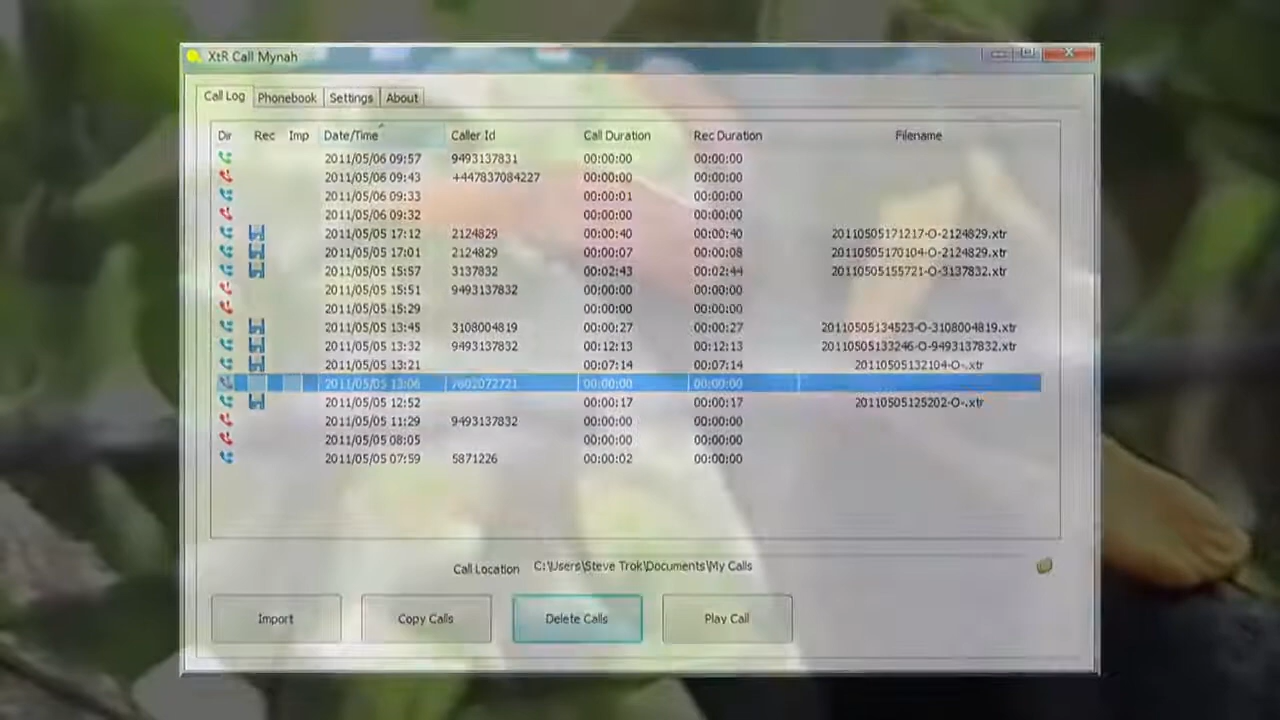 XtR Call Mynah
Call Log Phonebook Settings About
Dir Rec Imp Date/Time Caller Id Call Duration Rec Duration Filename
2011/05/06 09:57 9493137831 00:00:00 00:00:00
2011/05/06 09:43 +447837084227 00:00:00 00:00:00
2011/05/06 09:33 00:00:01 00:00:00
2011/05/06 09:32 00:00:00 00:00:00
2011/05/05 17:12 2124829 00:00:40 00:00:40 20110505171217-O-2124829.xtr
2011/05/05 17:01 2124829 00:00:07 00:00:08 20110505170104-O-2124829.xtr
2011/05/05 15:57 3137832 00:02:43 00:02:44 20110505155721-O-3137832.xtr
2011/05/05 15:51 9493137832 00:00:00 00:00:00
2011/05/05 15:29 00:00:00 00:00:00
2011/05/05 13:45 3108004819 00:00:27 00:00:27 20110505134523-O-3108004819.xtr
2011/05/05 13:32 9493137832 00:12:13 00:12:13 20110505133246-O-9493137832.xtr
2011/05/05 13:21 00:07:14 00:07:14 20110505132104-O-.xtr
2011/05/05 13:06 7602072721 00:00:00 00:00:00
2011/05/05 12:52 00:00:17 00:00:17 20110505125202-O-.xtr
2011/05/05 11:29 9493137832 00:00:00 00:00:00
2011/05/05 08:05 00:00:00 00:00:00
2011/05/05 07:59 5871226 00:00:02 00:00:00
Call Location C:\Users\Steve Trok\Documents\My Calls
Import Copy Calls Delete Calls Play Call